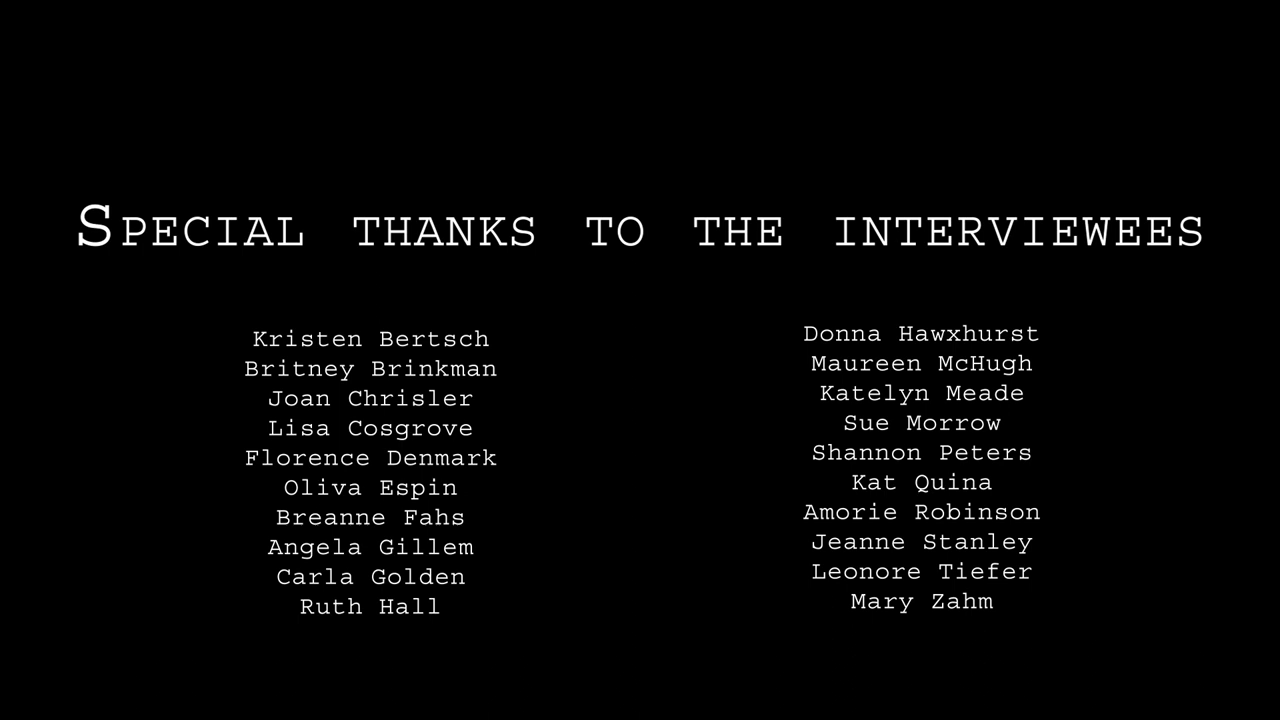 Special thanks to the interviewees
Kristen Bertsch
Britney Brinkman
Joan Chrisler
Lisa Cosgrove
Florence Denmark
Oliva Espin
Breanne Fahs
Angela Gillem
Carla Golden
Ruth Hall
Donna Hawxhurst
Maureen McHugh
Katelyn Meade
Sue Morrow
Shannon Peters
Kat Quina
Amorie Robinson
Jeanne Stanley
Leonore Tiefer
Mary Zahm